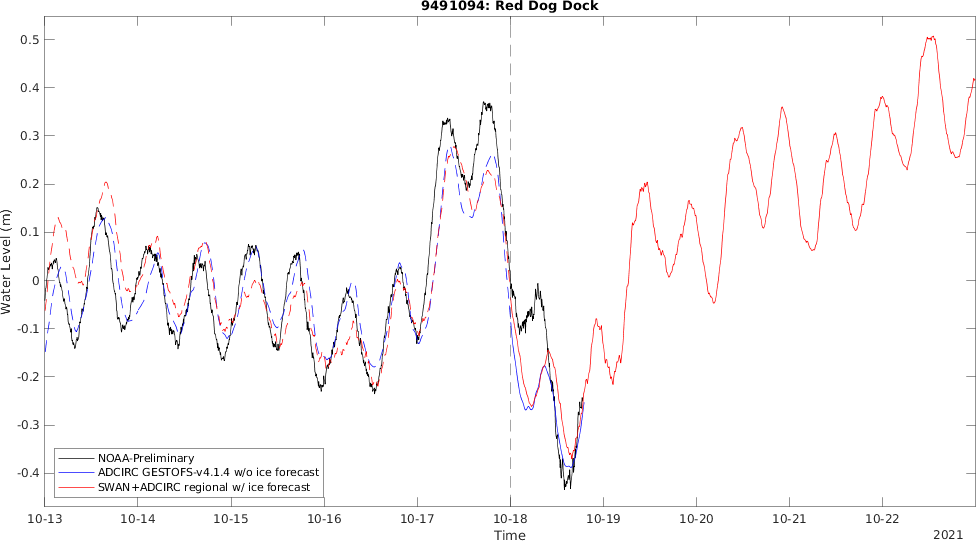 9491094: Red Dog Dock
0.5
0.4
0.3
0.2
0.1
0
-0.1
-0.2
-0.3
-0.4
Water Level (m)
NOAA-Preliminary
ADCIRC GESTOFS-v4.1.4 w/o ice forecast
SWAN+ADCIRC regional w/ ice forecast
10-13 10-14 10-15 10-16 10-17 10-18 10-19 10-20 10-21 10-22
Time
2021